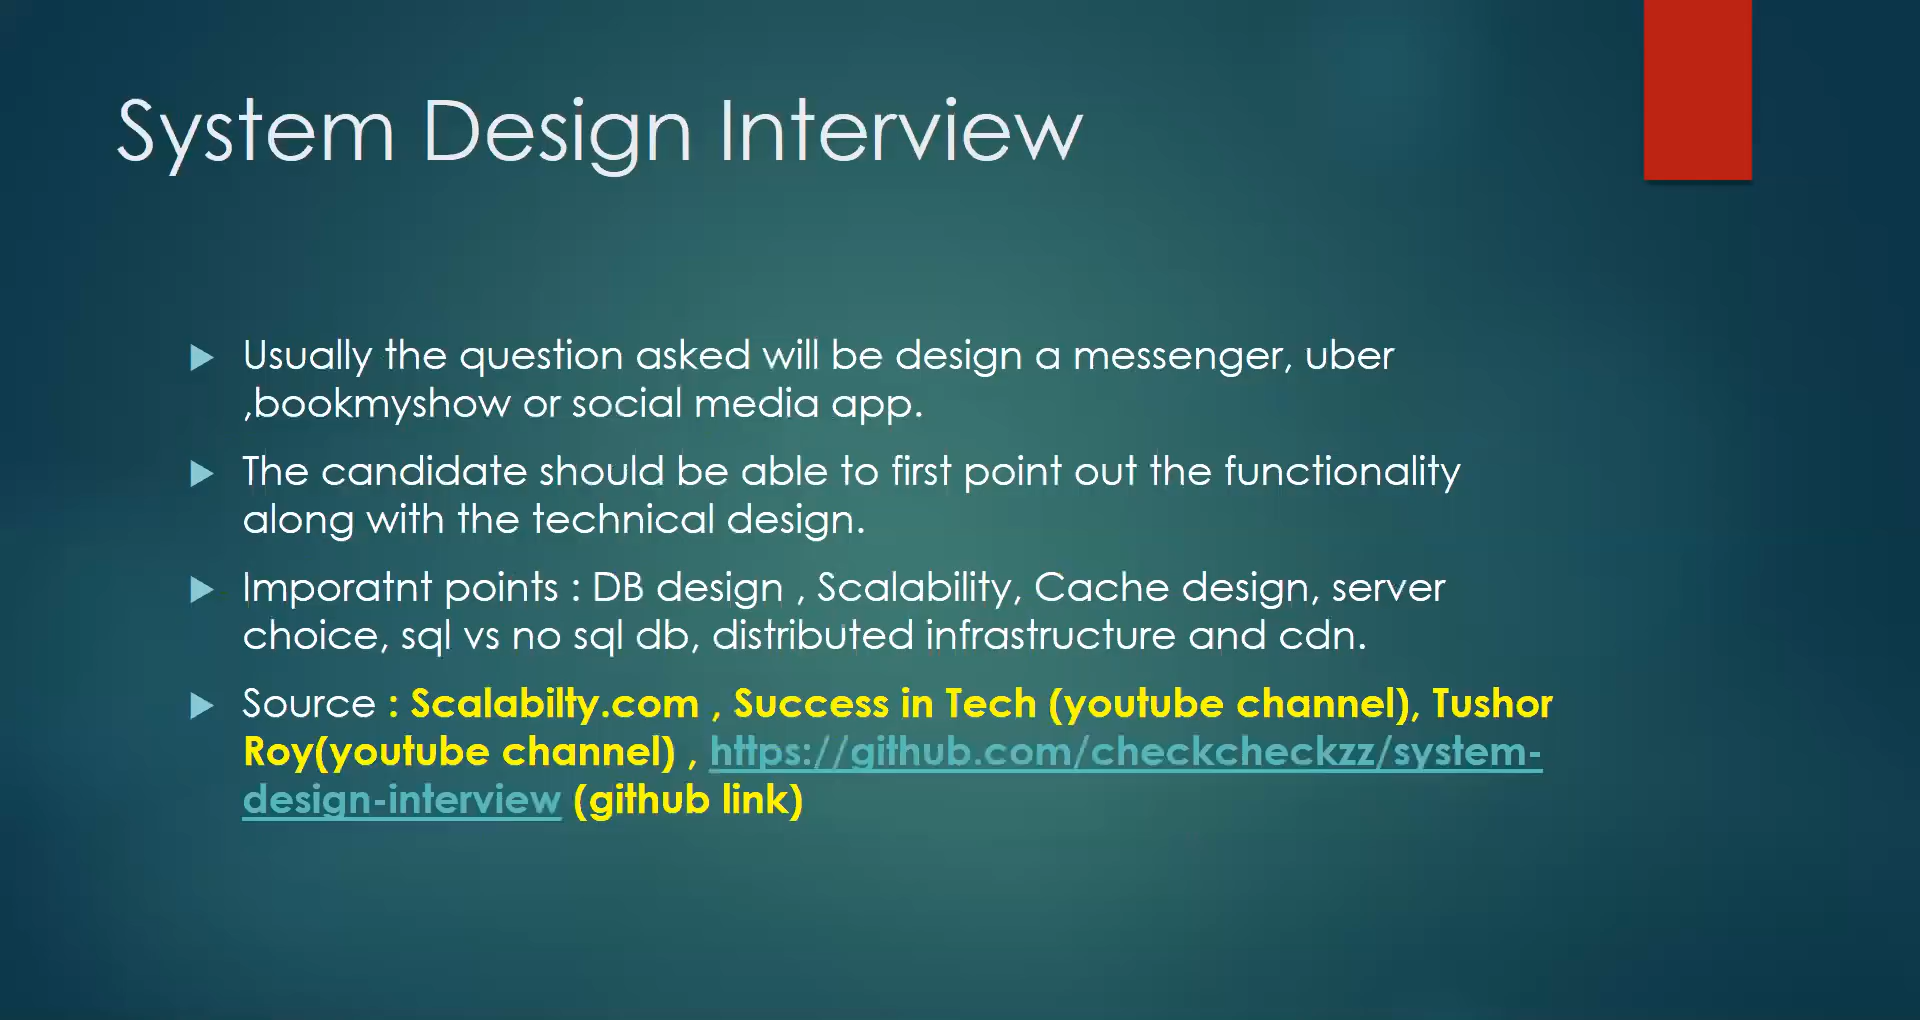 System Design Interview
Usually the question asked will be design a messenger, uber
,bookmyshow or social media app.
The candidate should be able to first point out the functionality
along with the technical design.
Imporatnt points : DB design , Scalability, Cache design, server
choice, sql vs no sql db, distributed infrastructure and cdn.
Source : Scalabilty.com , Success in Tech (youtube channel), Tushor
Roy(youtube channel) , https://github.com/checkcheckzz/system-
design-interview (github link)